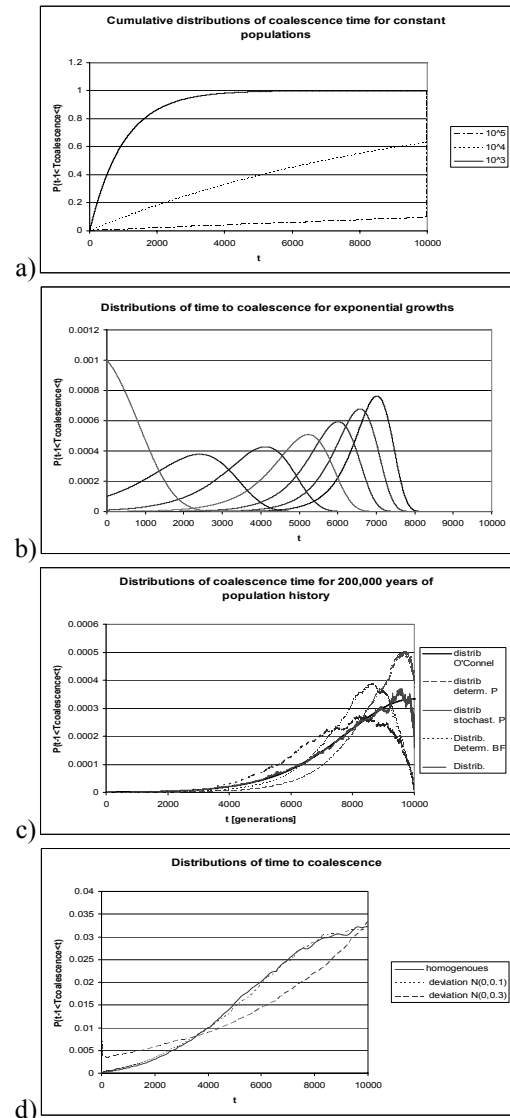 Cumulative distributions of coalescence time for constant
populations
P(t-1<Tcoalescence<t)
1.2
1
0.8
0.6
0.4
0.2
0
0 2000 4000 6000 8000 10000
t
10^5
10^4
10^3
a)
Distributions of time to coalescence for exponential growths
P(t-1<Tcoalescence<t)
0.0012
0.001
0.0008
0.0006
0.0004
0.0002
0
0 1000 2000 3000 4000 5000 6000 7000 8000 9000 10000
t
b)
Distributions of coalescence time for 200,000 years of
population history
P(t-1<Tcoalescence<t)
0.0006
0.0005
0.0004
0.0003
0.0002
0.0001
0
0 2000 4000 6000 8000 10000
t [generations]
distrib
O'Connel
distrib
determ. P
distrib
stochast. P
Distrib.
Determ. BF
Distrib.
c)
Distributions of time to coalescence
P(t-1<Tcoalescence<t)
0.04
0.035
0.03
0.025
0.02
0.015
0.01
0.005
0
0 2000 4000 6000 8000 10000
t
homogenoues
deviation N(0,0.1)
deviation N(0,0.3)
d)